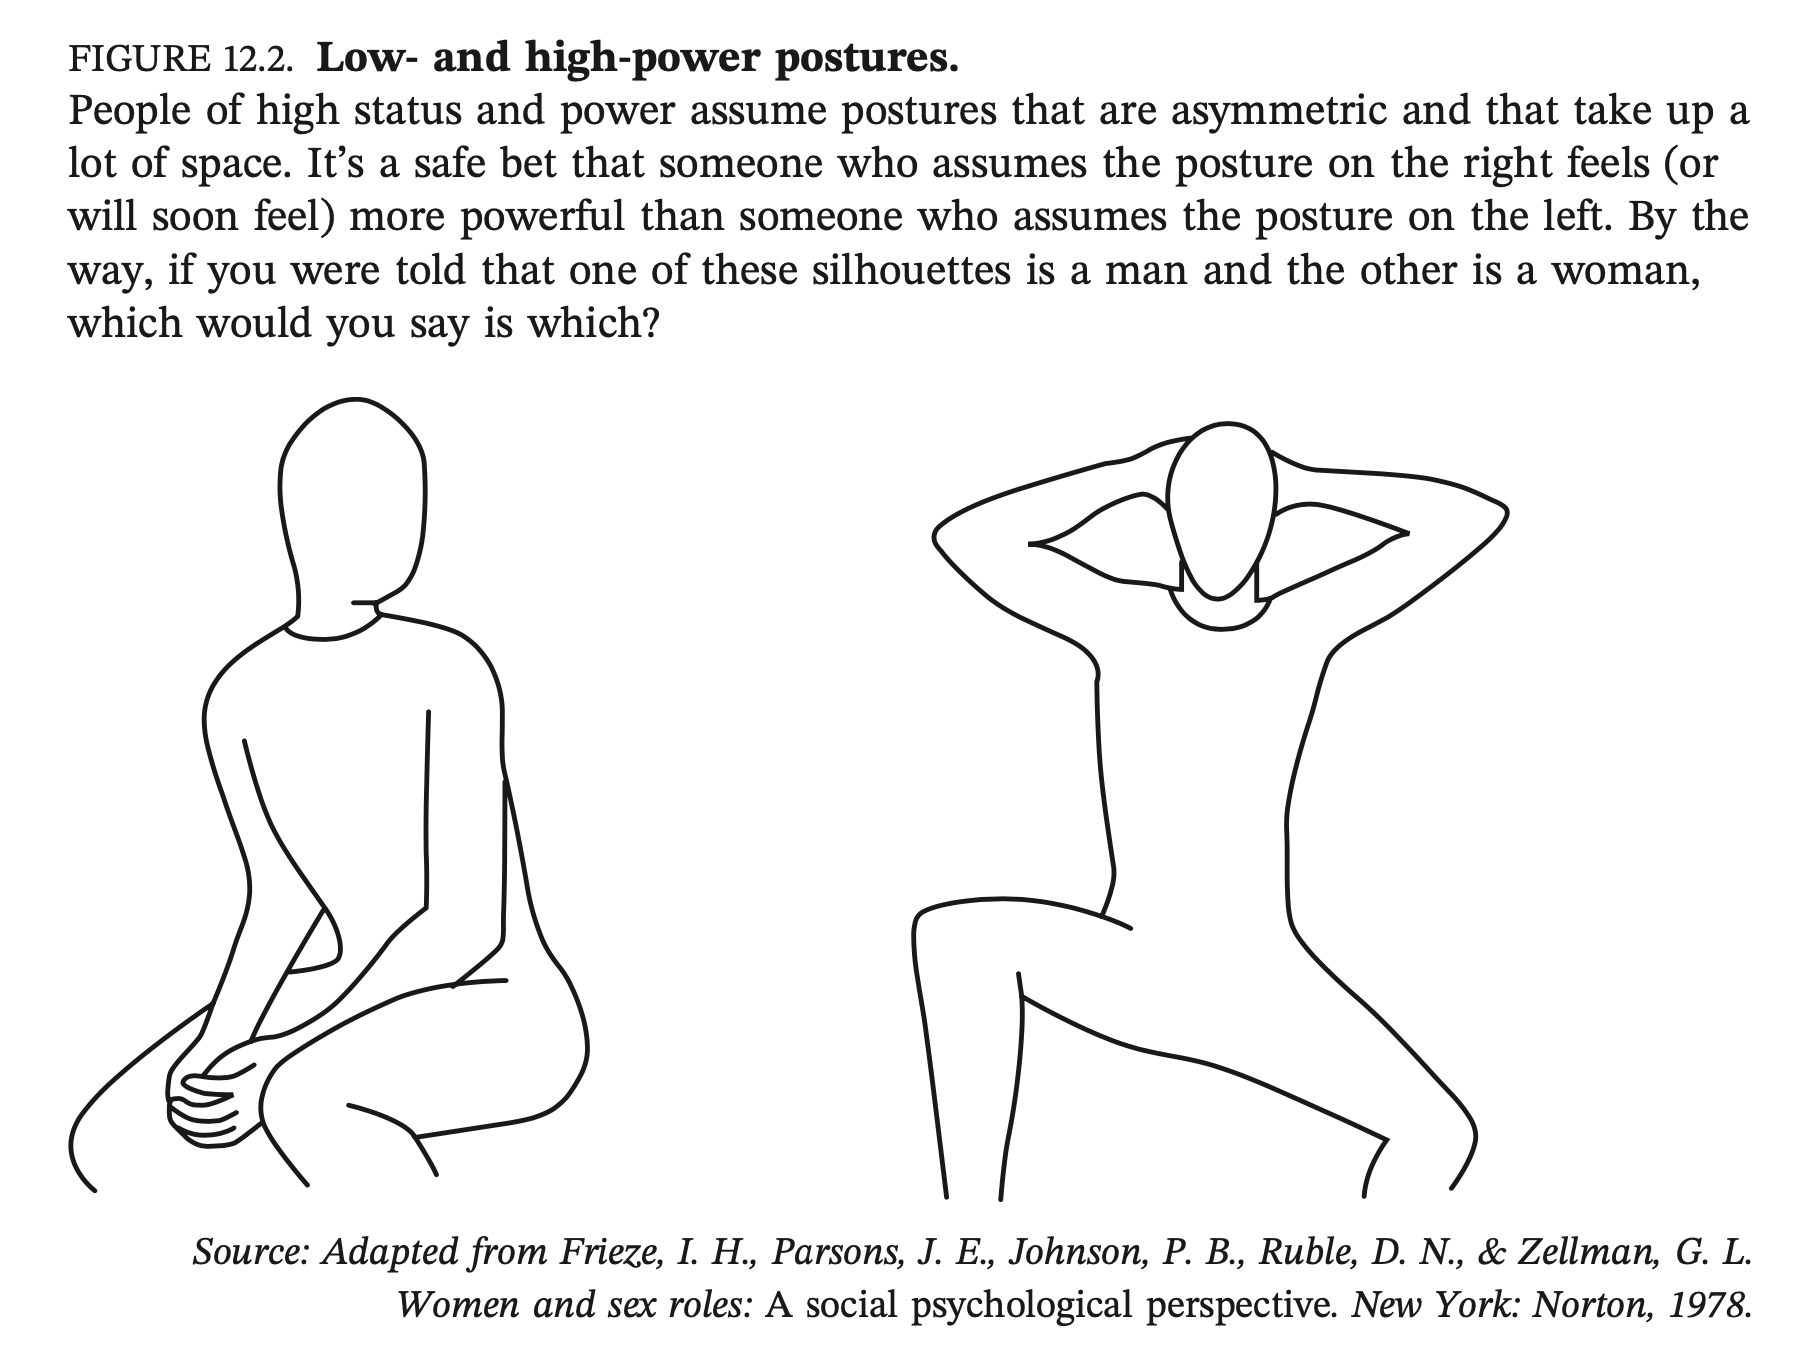 FIGURE 12.2. Low- and high-power postures.
People of high status and power assume postures that are asymmetric and that take up a
lot of space. It’s a safe bet that someone who assumes the posture on the right feels (or
will soon feel) more powerful than someone who assumes the posture on the left. By the
way, if you were told that one of these silhouettes is a man and the other is a woman,
which would you say is which?
Source: Adapted from Frieze, I. H., Parsons, J. E., Johnson, P. B., Ruble, D. N., & Zellman, G. L.
Women and sex roles: A social psychological perspective. New York: Norton, 1978.